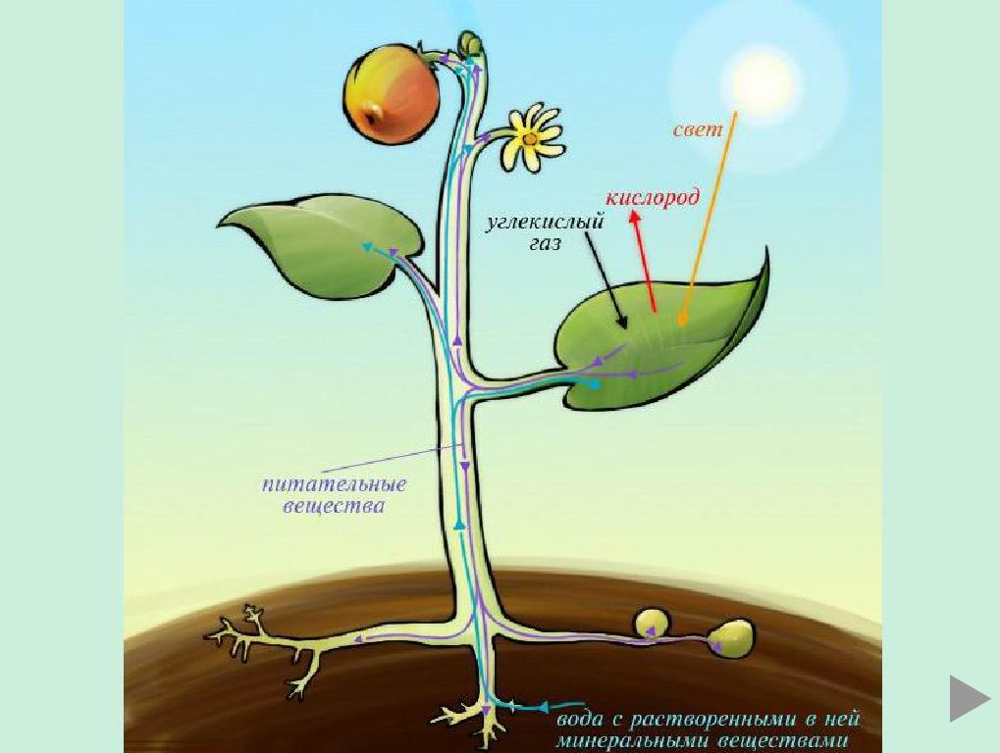 свет
кислород
углекислый
газ
питательные
вещества
вода с растворенными в ней
минеральными веществами